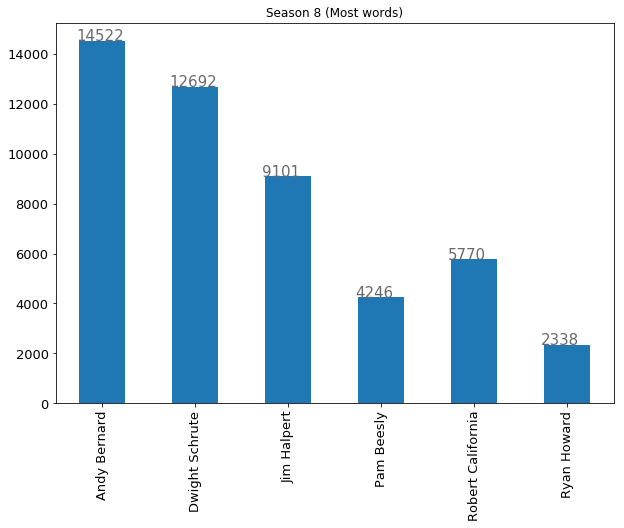 Season 8 (Most words)
14522
12692
9101
4246
5770
2338
14000
12000
10000
8000
6000
4000
2000
0
Andy Bernard
Dwight Schrute
Jim Halpert
Pam Beesly
Robert California
Ryan Howard